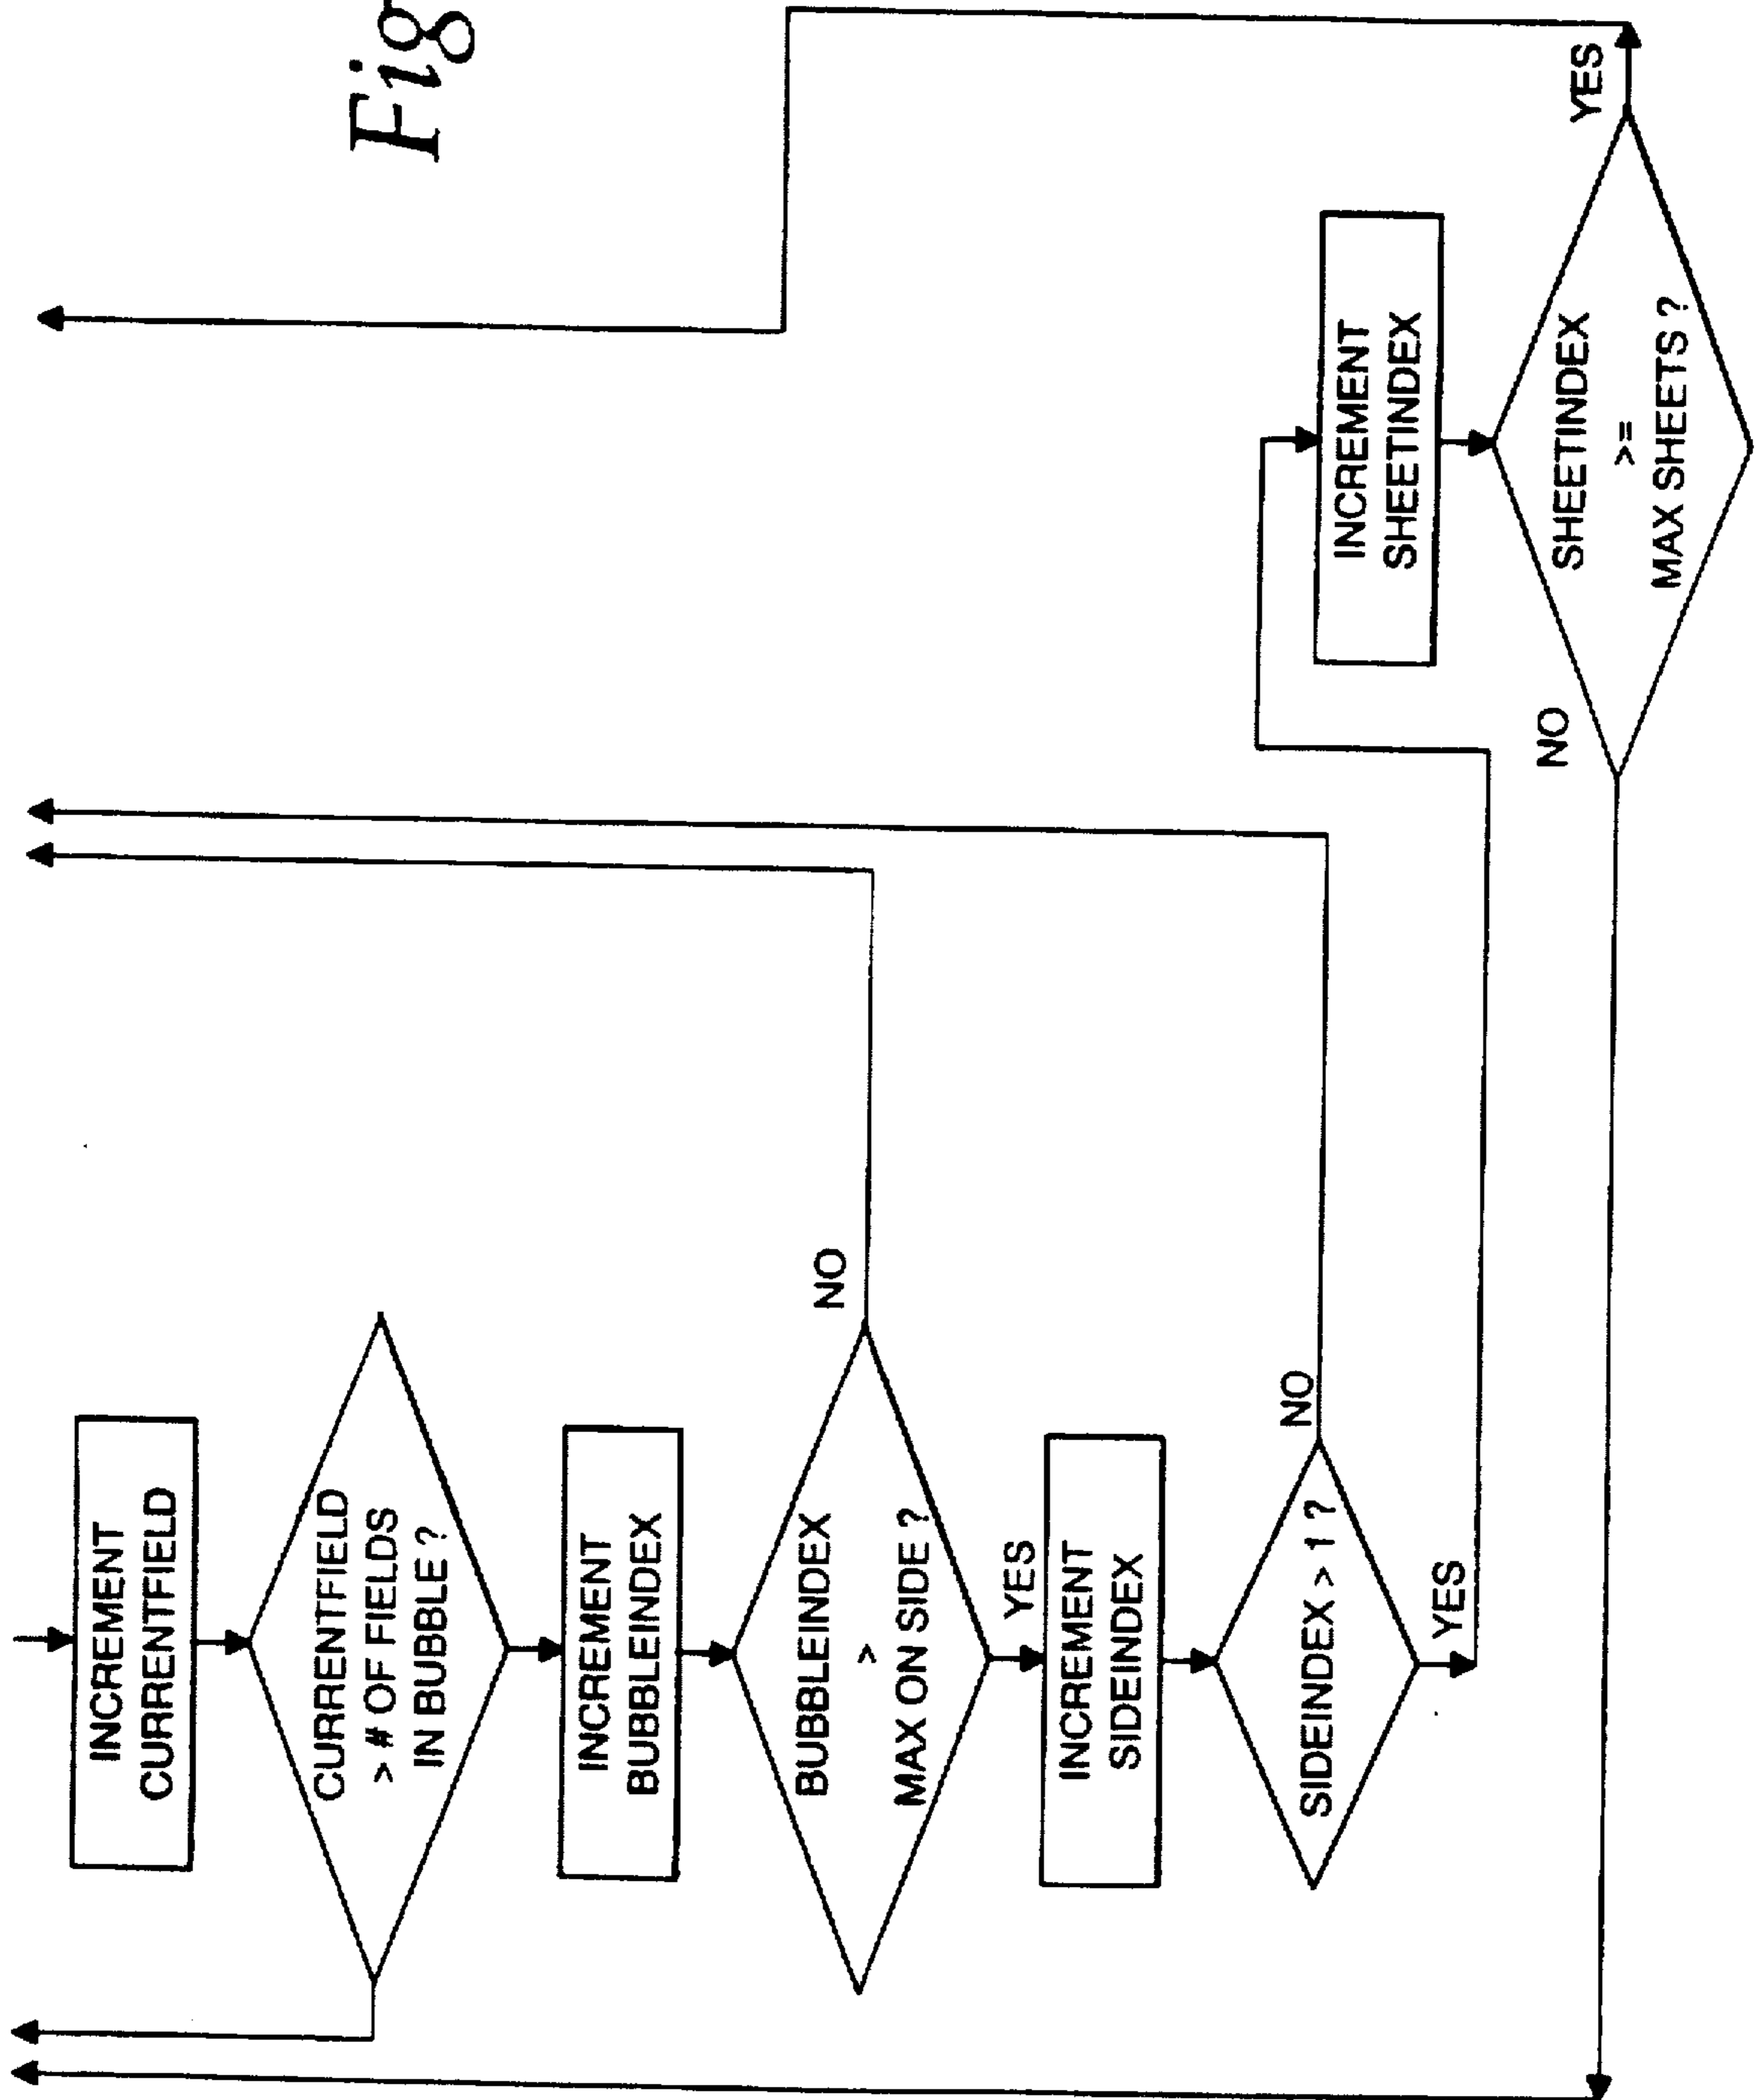 Fig
INCREMENT
CURRENTFIELD
CURRENTFIELD
> # OF FIELDS
IN BUBBLE ?
INCREMENT
BUBBLEINDEX
BUBBLEINDEX
>
MAX ON SIDE ?
NO
YES
INCREMENT
SIDEINDEX
SIDEINDEX > 1 ?
NO
YES
INCREMENT
SHEETINDEX
SHEETINDEX
>=
MAX SHEETS ?
NO
YES